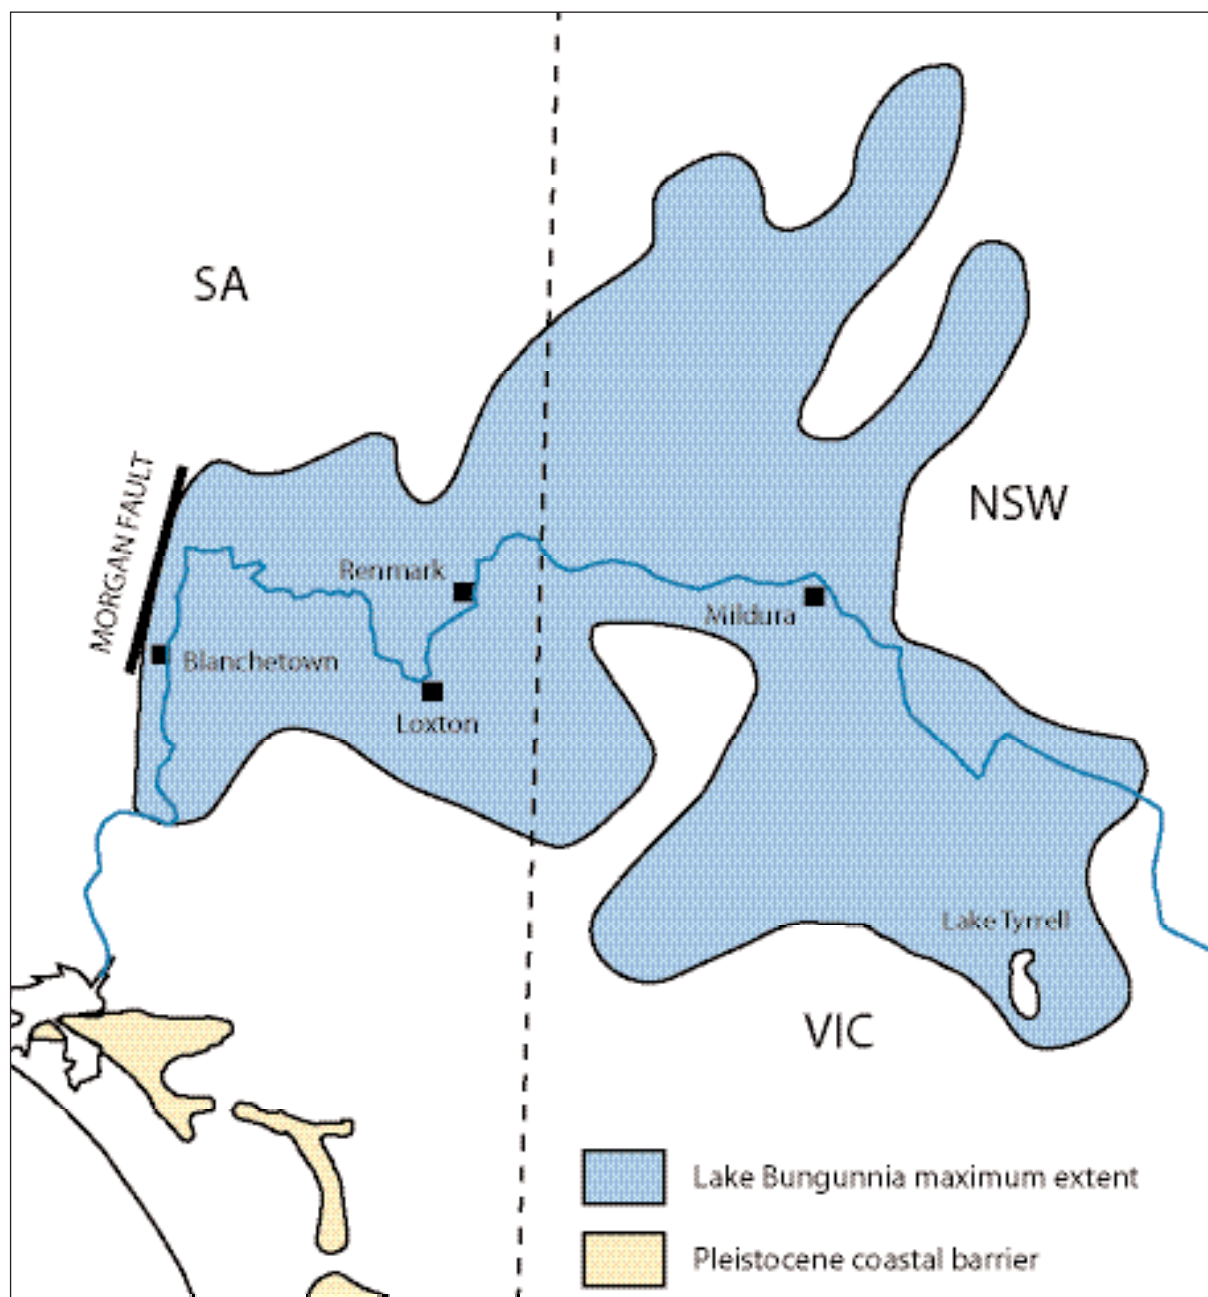 SA
MORGAN FAULT
NSW
Renmark
Mildura
Blanchetown
Loxton
Lake Tyrrell
VIC
Lake Bungunnia maximum extent
Pleistocene coastal barrier